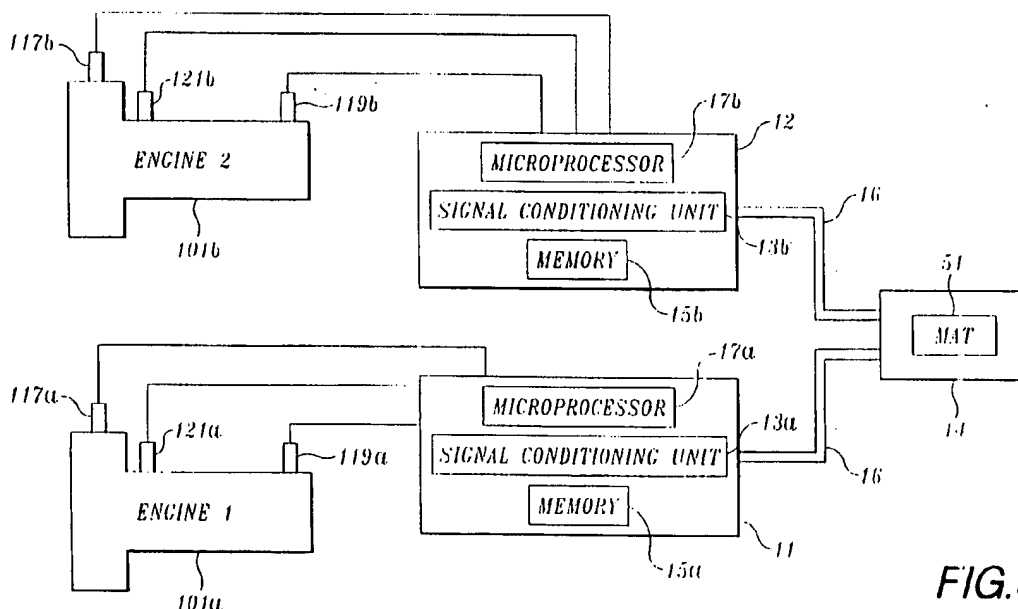 117b
121b
119b
ENGINE 2
101b
17b
12
MICROPROCESSOR
SIGNAL CONDITIONING UNIT
13b
MEMORY
15b
16
51
MAT
14
117a
121a
119a
ENGINE 1
101a
17a
MICROPROCESSOR
13a
SIGNAL CONDITIONING UNIT
MEMORY
15a
16
11
FIG.